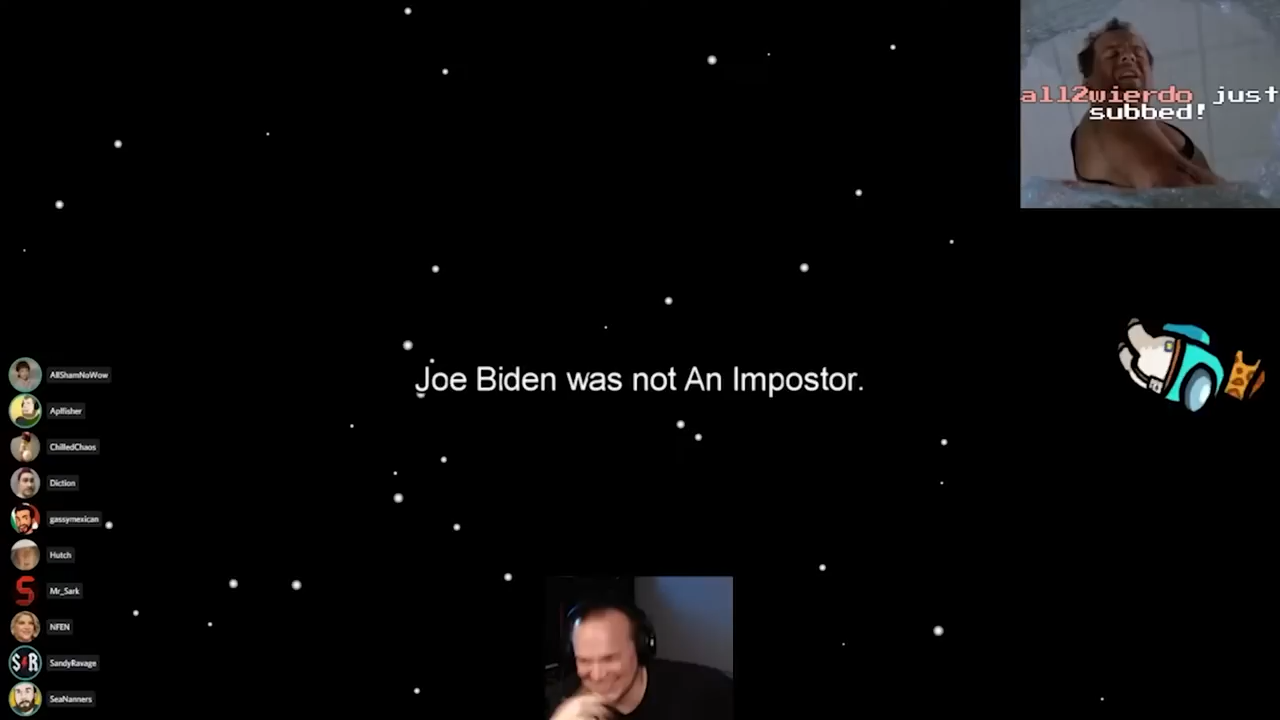 all2wierdo just
subbed!
Joe Biden was not An Impostor.
AllShamNoWow
Aplfisher
ChilledChaos
Diction
gassymexican
Hutch
Mr_Sark
NFEN
SandyRavage
SeaNanners